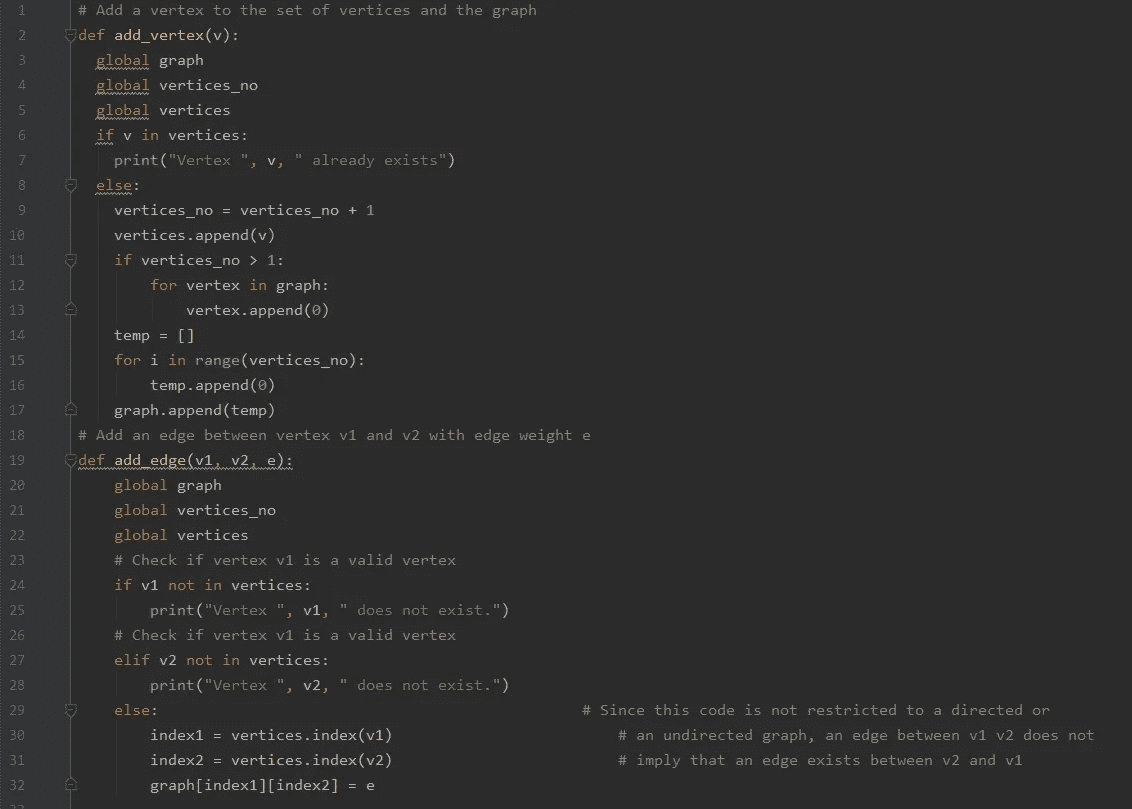 1 # Add a vertex to the set of vertices and the graph
2 def add_vertex(v):
3   global graph
4   global vertices_no
5   global vertices
6   if v in vertices:
7     print("Vertex ", v, " already exists")
8   else:
9     vertices_no = vertices_no + 1
10     vertices.append(v)
11     if vertices_no > 1:
12         for vertex in graph:
13             vertex.append(0)
14     temp = []
15     for i in range(vertices_no):
16         temp.append(0)
17     graph.append(temp)
18 # Add an edge between vertex v1 and v2 with edge weight e
19 def add_edge(v1, v2, e):
20     global graph
21     global vertices_no
22     global vertices
23     # Check if vertex v1 is a valid vertex
24     if v1 not in vertices:
25         print("Vertex ", v1, " does not exist.")
26     # Check if vertex v1 is a valid vertex
27     elif v2 not in vertices:
28         print("Vertex ", v2, " does not exist.")
29     else:                                                # Since this code is not restricted to a directed or
30         index1 = vertices.index(v1)                          # an undirected graph, an edge between v1 v2 does not
31         index2 = vertices.index(v2)                          # imply that an edge exists between v2 and v1
32         graph[index1][index2] = e